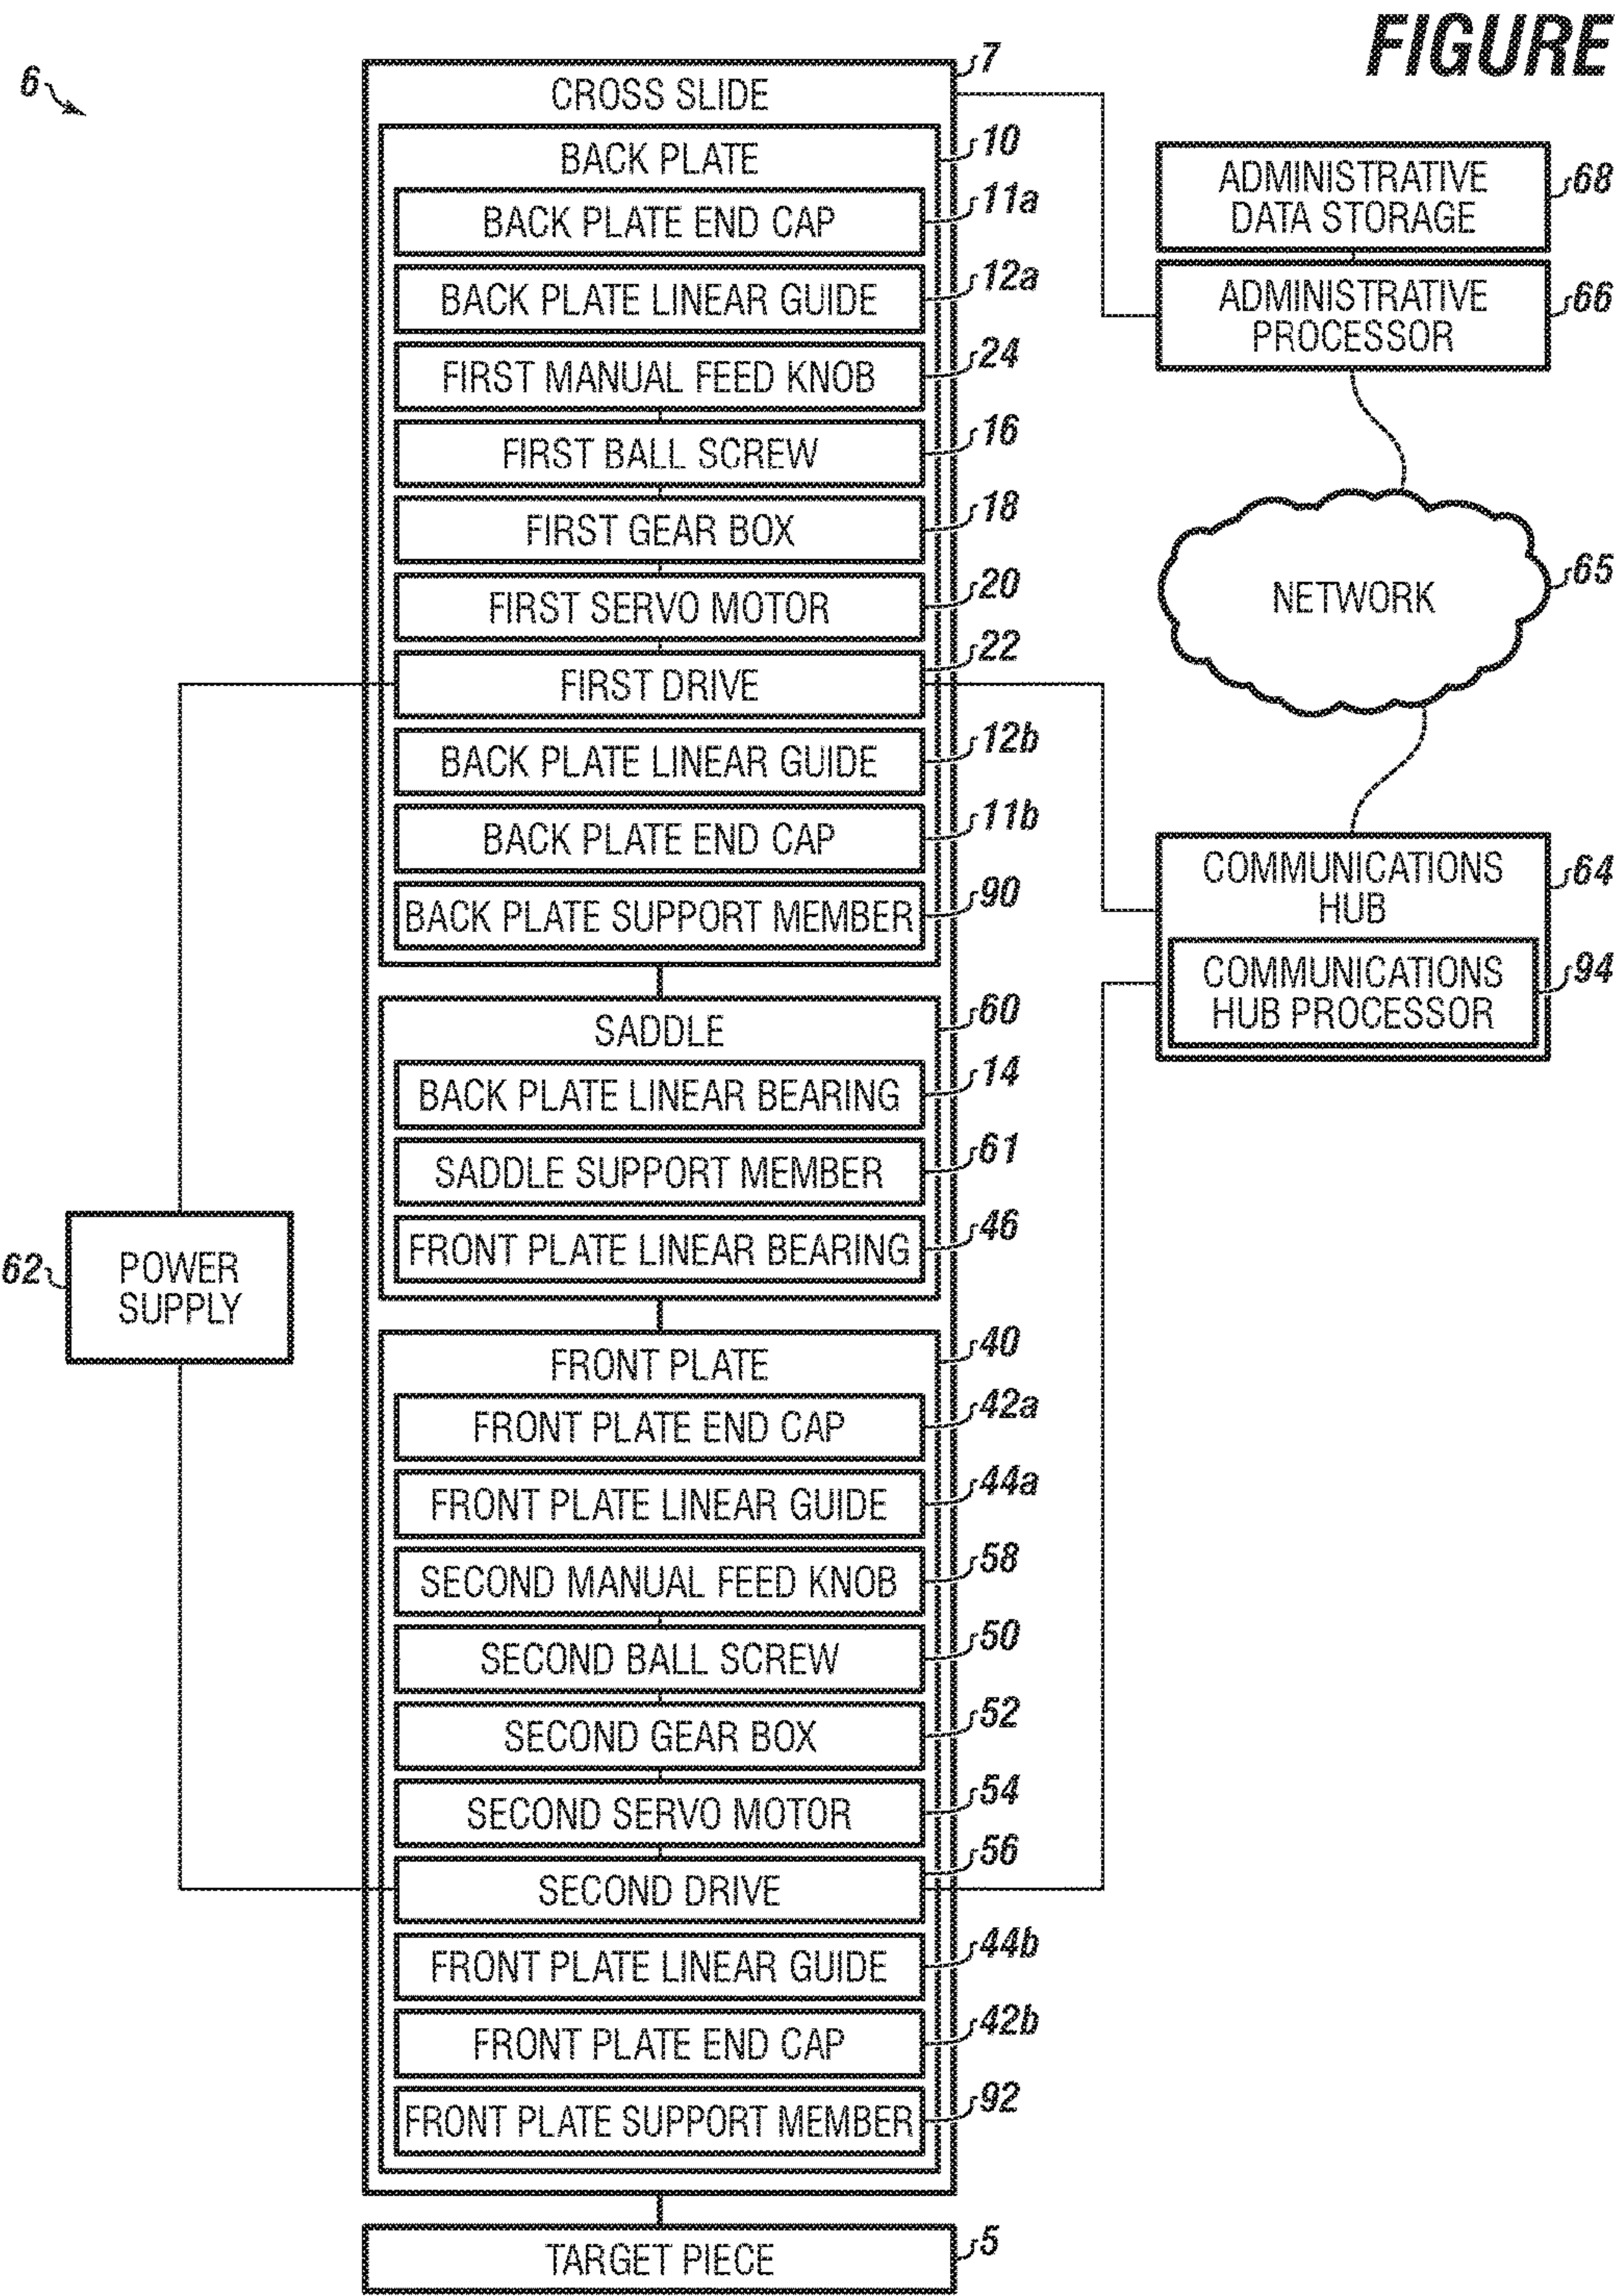 FIGURE
6
7
CROSS SLIDE
BACK PLATE
10
BACK PLATE END CAP
11a
BACK PLATE LINEAR GUIDE
12a
FIRST MANUAL FEED KNOB
24
FIRST BALL SCREW
16
FIRST GEAR BOX
18
FIRST SERVO MOTOR
20
FIRST DRIVE
22
BACK PLATE LINEAR GUIDE
12b
BACK PLATE END CAP
11b
BACK PLATE SUPPORT MEMBER
90
SADDLE
60
BACK PLATE LINEAR BEARING
14
SADDLE SUPPORT MEMBER
61
FRONT PLATE LINEAR BEARING
46
FRONT PLATE
40
FRONT PLATE END CAP
42a
FRONT PLATE LINEAR GUIDE
44a
SECOND MANUAL FEED KNOB
58
SECOND BALL SCREW
50
SECOND GEAR BOX
52
SECOND SERVO MOTOR
54
SECOND DRIVE
56
FRONT PLATE LINEAR GUIDE
44b
FRONT PLATE END CAP
42b
FRONT PLATE SUPPORT MEMBER
92
TARGET PIECE
5
62
POWER
SUPPLY
ADMINISTRATIVE
DATA STORAGE
68
ADMINISTRATIVE
PROCESSOR
66
NETWORK
65
COMMUNICATIONS
HUB
64
COMMUNICATIONS
HUB PROCESSOR
94